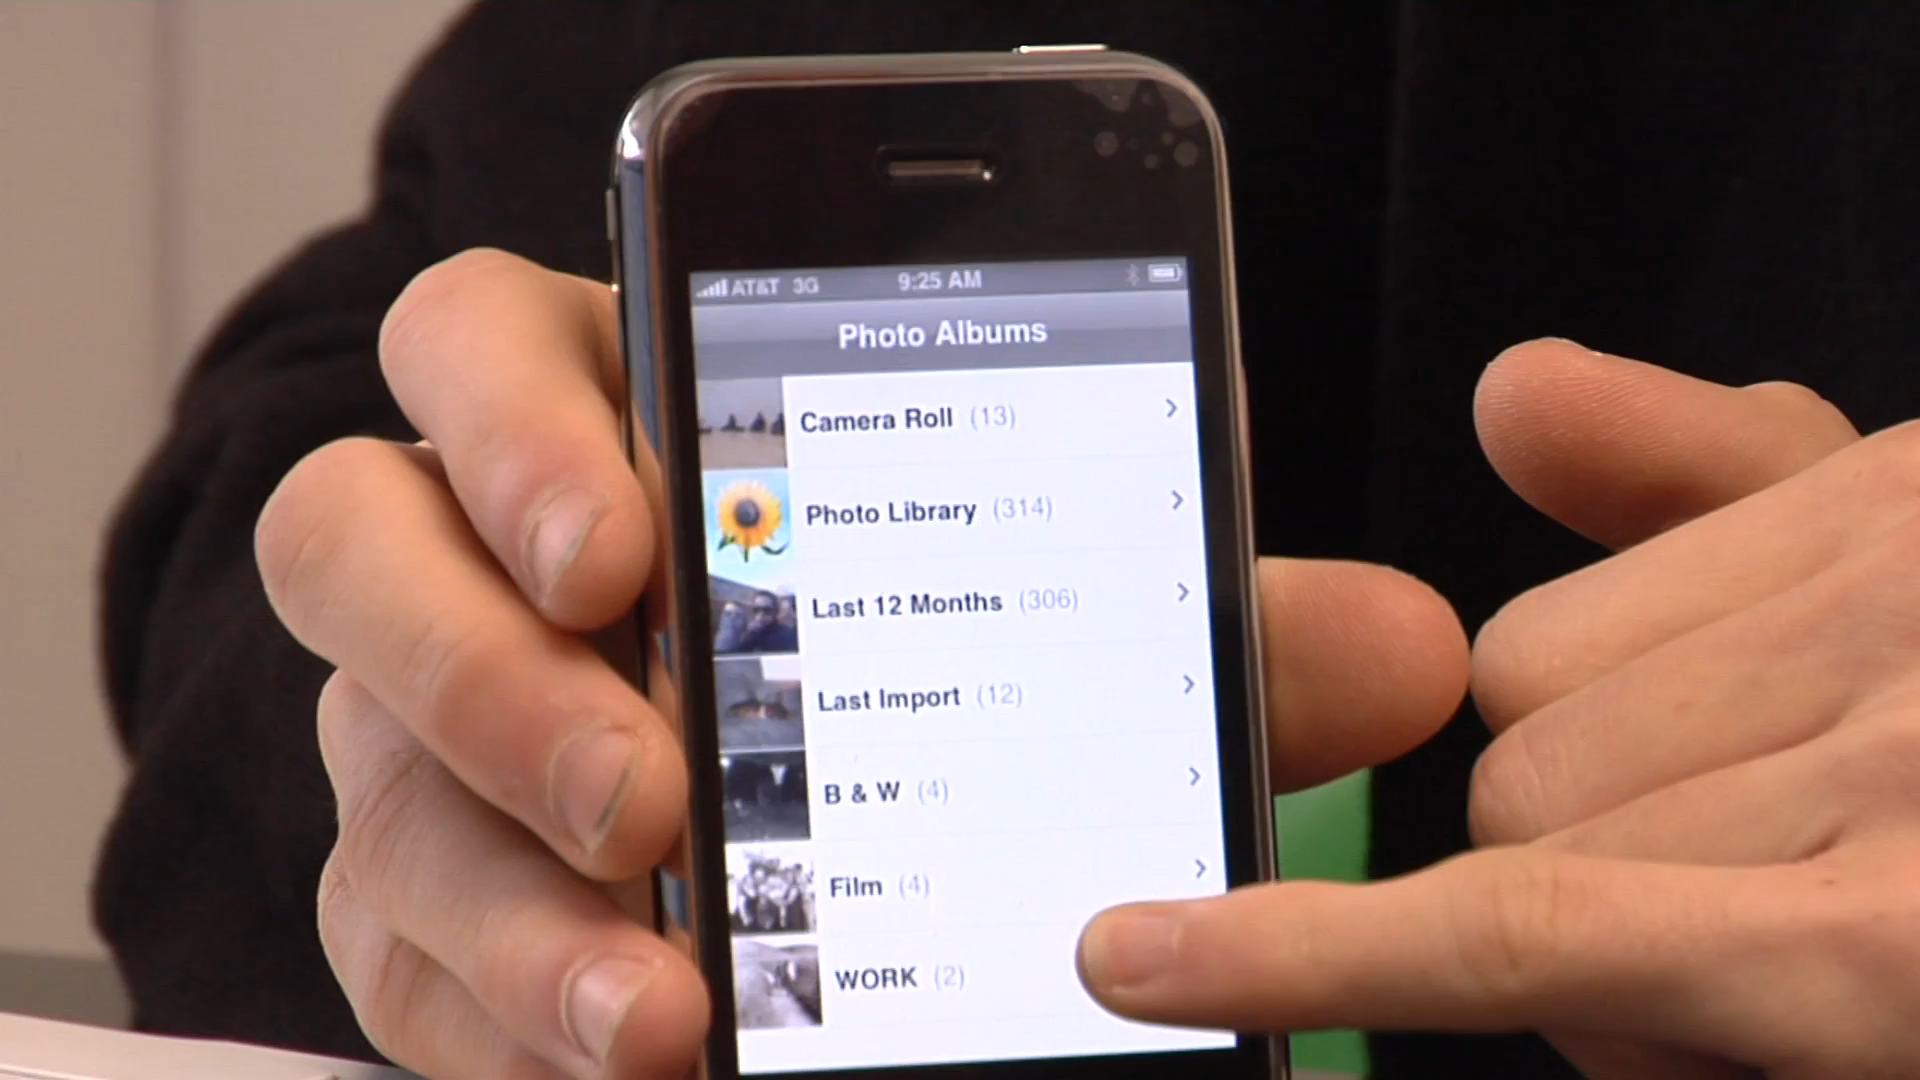 AT&T 3G 9:25 AM
Photo Albums
Camera Roll (13)
Photo Library (314)
Last 12 Months (306)
Last Import (12)
B & W (4)
Film (4)
WORK (2)